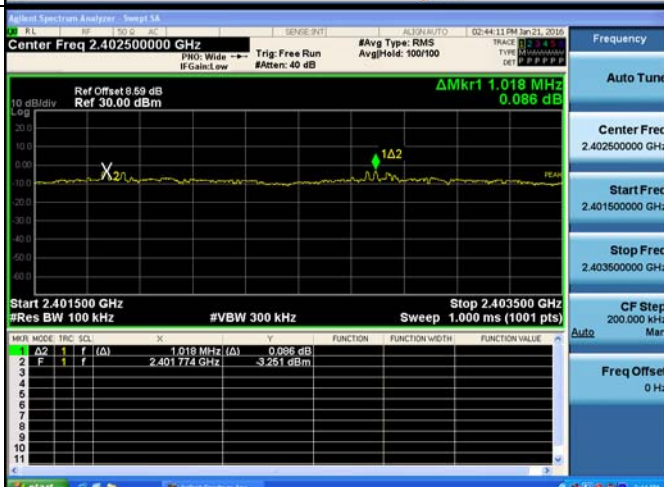 Agilent Spectrum Analyzer - Swept SA
RL RF 50 Ω AC SENSE:INT ALIGN AUTO 02:44:11 PM Jan 21, 2016
Center Freq 2.402500000 GHz
PNO: Wide
IFGain:Low
Trig: Free Run
#Atten: 40 dB
#Avg Type: RMS
Avg|Hold: 100/100
TRACE 1 2 3 4 5
TYPE M
DET P P P P P P
Ref Offset 8.59 dB
Ref 30.00 dBm
10 dB/div
Log
ΔMkr1 1.018 MHz
0.086 dB
20.0
10.0
0.00
-10.0
-20.0
-30.0
-40.0
-50.0
-60.0
X2
1Δ2
PEAK
Start 2.401500 GHz
Stop 2.403500 GHz
#Res BW 100 kHz
#VBW 300 kHz
Sweep 1.000 ms (1001 pts)
MKR MODE TRC SCL X Y FUNCTION FUNCTION WIDTH FUNCTION VALUE
1 Δ2 1 f (Δ) 1.018 MHz (Δ) 0.086 dB
2 F 1 f 2.401 774 GHz -3.251 dBm
3
4
5
6
7
8
9
10
11
Frequency
Auto Tune
Center Freq
2.402500000 GHz
Start Freq
2.401500000 GHz
Stop Freq
2.403500000 GHz
CF Step
200.000 kHz
Auto Man
Freq Offset
0 Hz
start